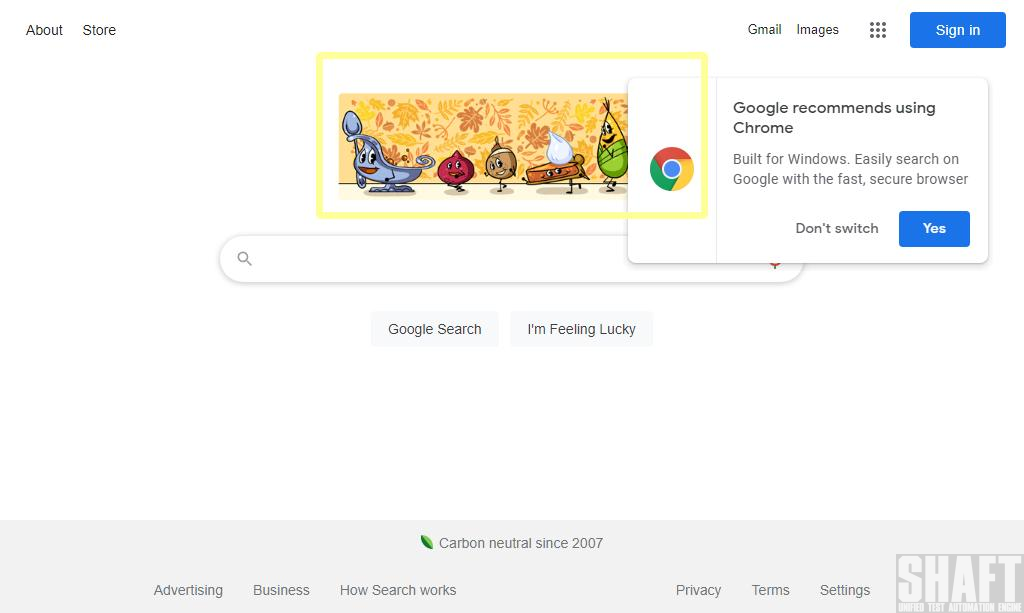 About Store
Gmail Images
Sign in
Google recommends using
Chrome
Built for Windows. Easily search on
Google with the fast, secure browser
Don't switch
Yes
Google Search
I'm Feeling Lucky
Carbon neutral since 2007
Advertising Business How Search works
Privacy Terms Settings
SHAFT
UNIFIED TEST AUTOMATION ENGINE